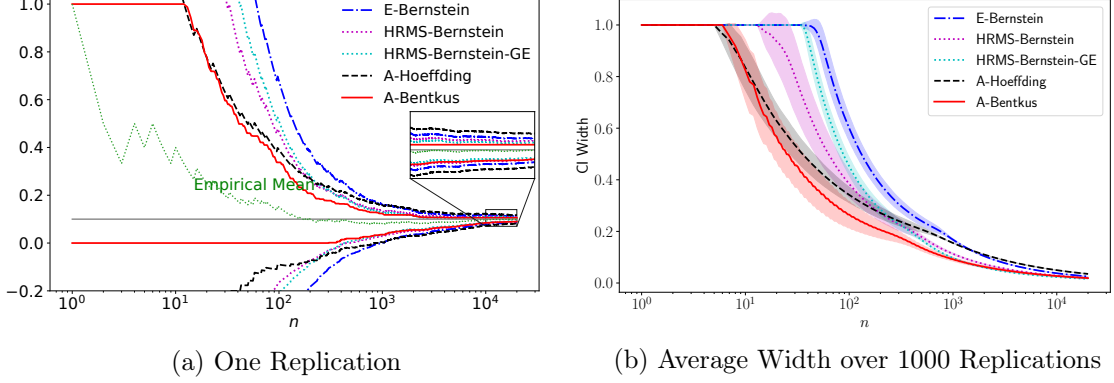 1.0
0.8
0.6
0.4
0.2
0.0
−0.2
10^0
10^1
10^2
10^3
10^4
n
E-Bernstein
HRMS-Bernstein
HRMS-Bernstein-GE
A-Hoeffding
A-Bentkus
Empirical Mean
(a) One Replication
CI Width
1.0
0.8
0.6
0.4
0.2
0.0
10^0
10^1
10^2
10^3
10^4
n
E-Bernstein
HRMS-Bernstein
HRMS-Bernstein-GE
A-Hoeffding
A-Bentkus
(b) Average Width over 1000 Replications